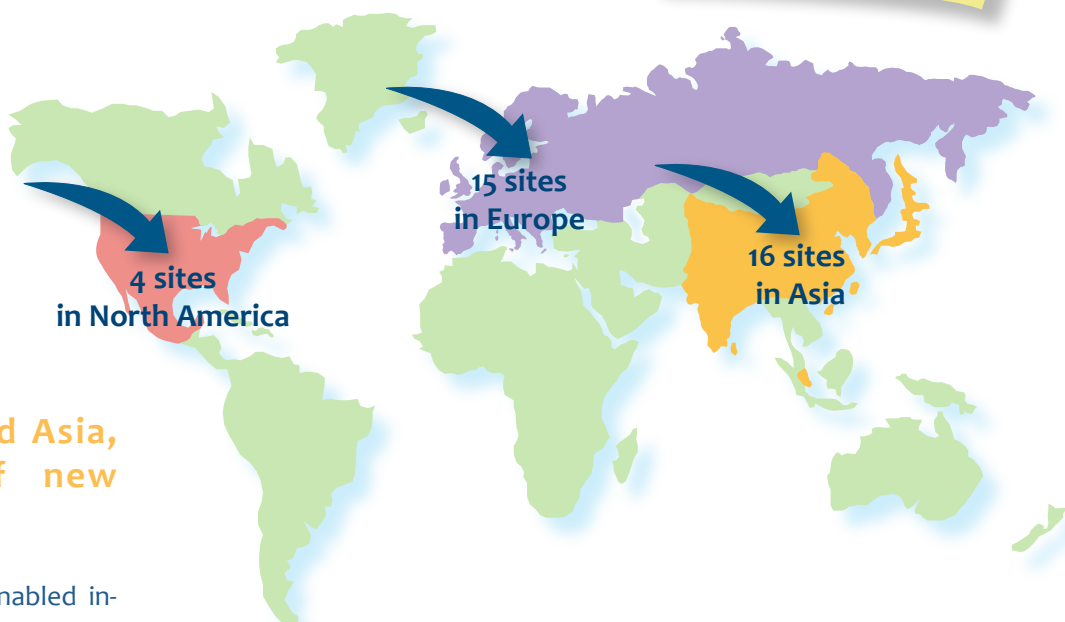 15 sites
in Europe
16 sites
in Asia
4 sites
in North America
d Asia,
f new
nabled in-